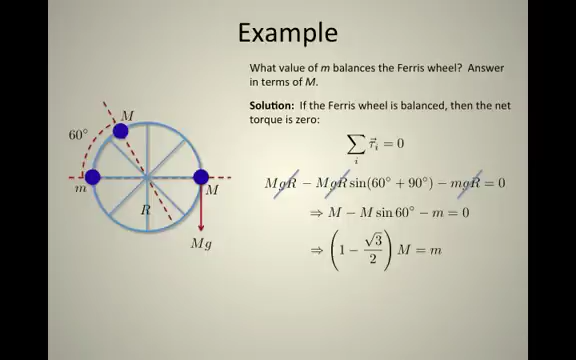 Example
What value of m balances the Ferris wheel? Answer
in terms of M.
Solution: If the Ferris wheel is balanced, then the net
torque is zero:
∑_i τ⃗_i = 0
MgR − MgR sin(60° + 90°) − mgR = 0
⇒ M − M sin 60° − m = 0
⇒ (1 − √3/2) M = m
M
60°
m
M
R
Mg